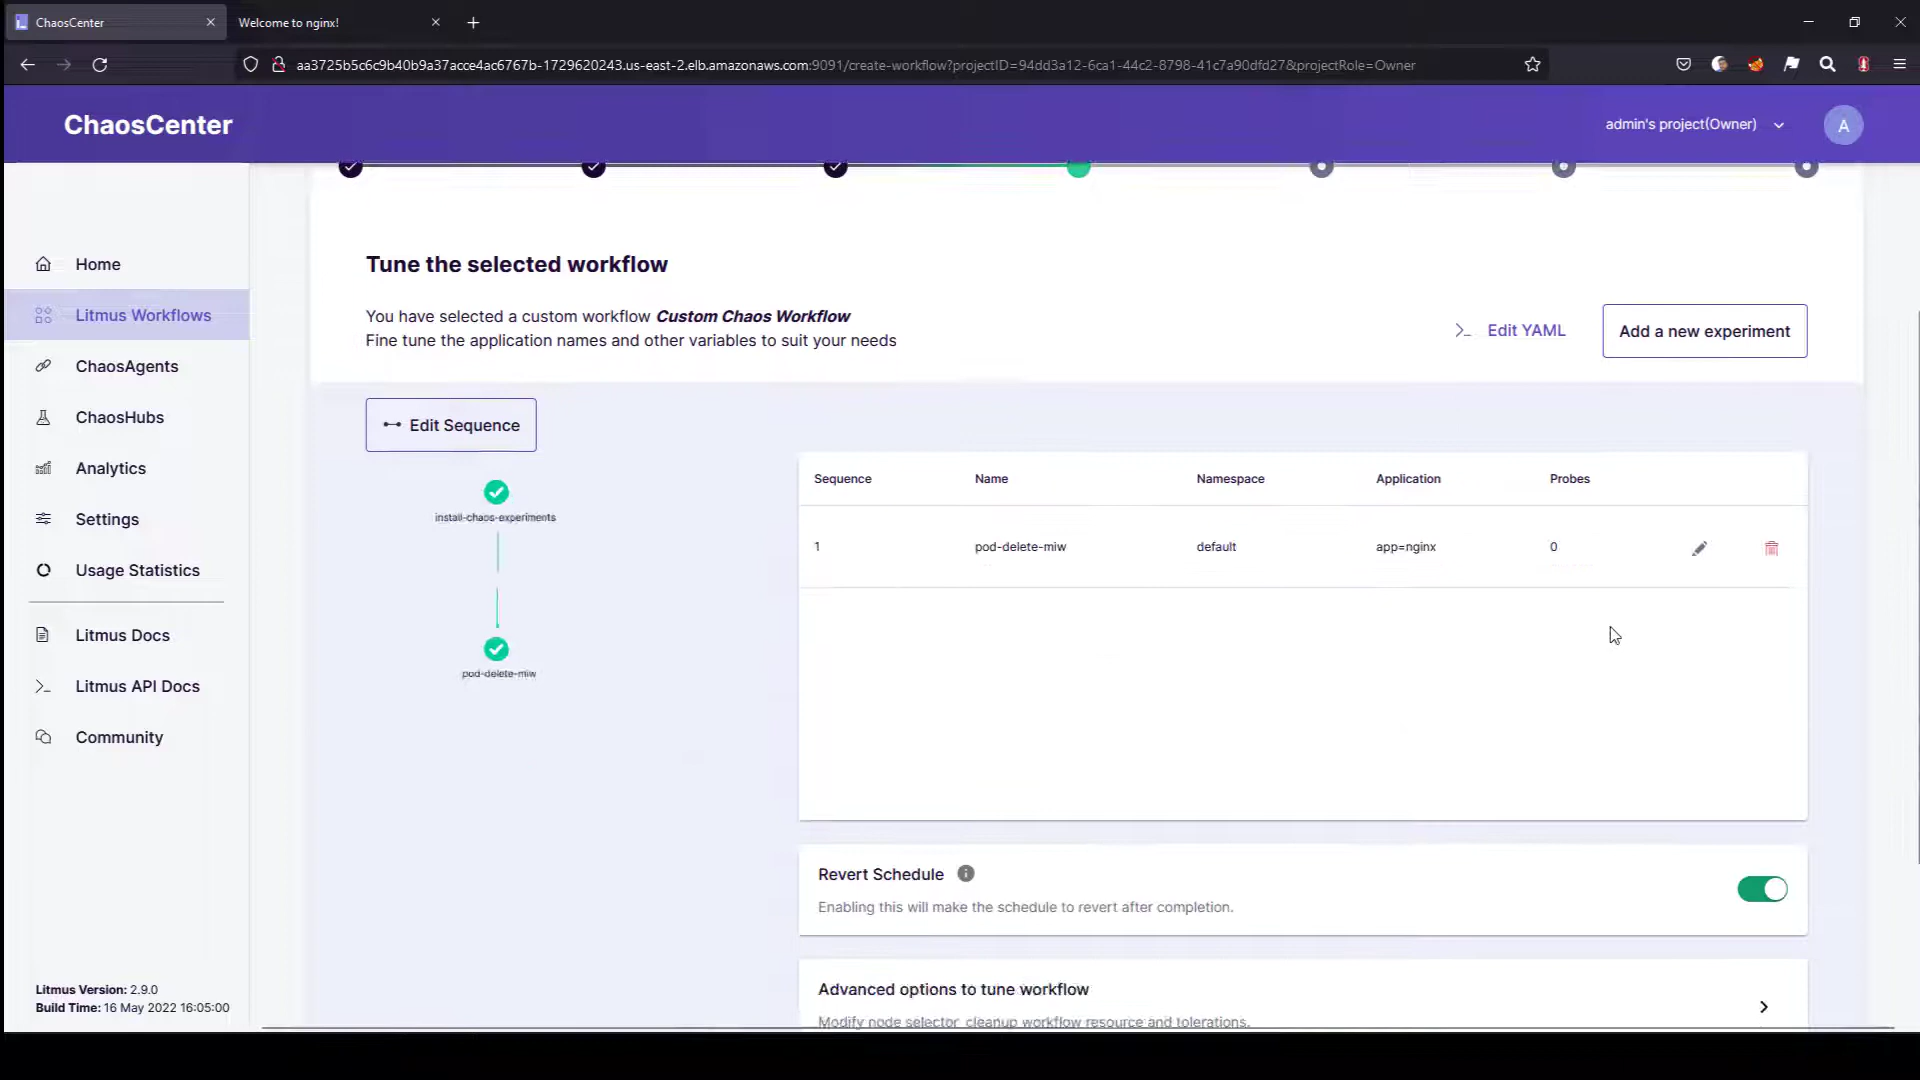 ChaosCenter
Welcome to nginx!
aa3725b5c6c9b40b9a37acce4ac6767b-1729620243.us-east-2.elb.amazonaws.com:9091/create-workflow?projectID=94dd3a12-6ca1-44c2-8798-41c7a90dfd27&projectRole=Owner
ChaosCenter
admin's project(Owner)
A
Home
Litmus Workflows
ChaosAgents
ChaosHubs
Analytics
Settings
Usage Statistics
Litmus Docs
Litmus API Docs
Community
Litmus Version: 2.9.0
Build Time: 16 May 2022 16:05:00
Tune the selected workflow
You have selected a custom workflow Custom Chaos Workflow
Fine tune the application names and other variables to suit your needs
Edit YAML
Add a new experiment
Edit Sequence
install-chaos-experiments
pod-delete-miw
Sequence Name Namespace Application Probes
1 pod-delete-miw default app=nginx 0
Revert Schedule
Enabling this will make the schedule to revert after completion.
Advanced options to tune workflow
Modify node selector, cleanup workflow resource and tolerations.